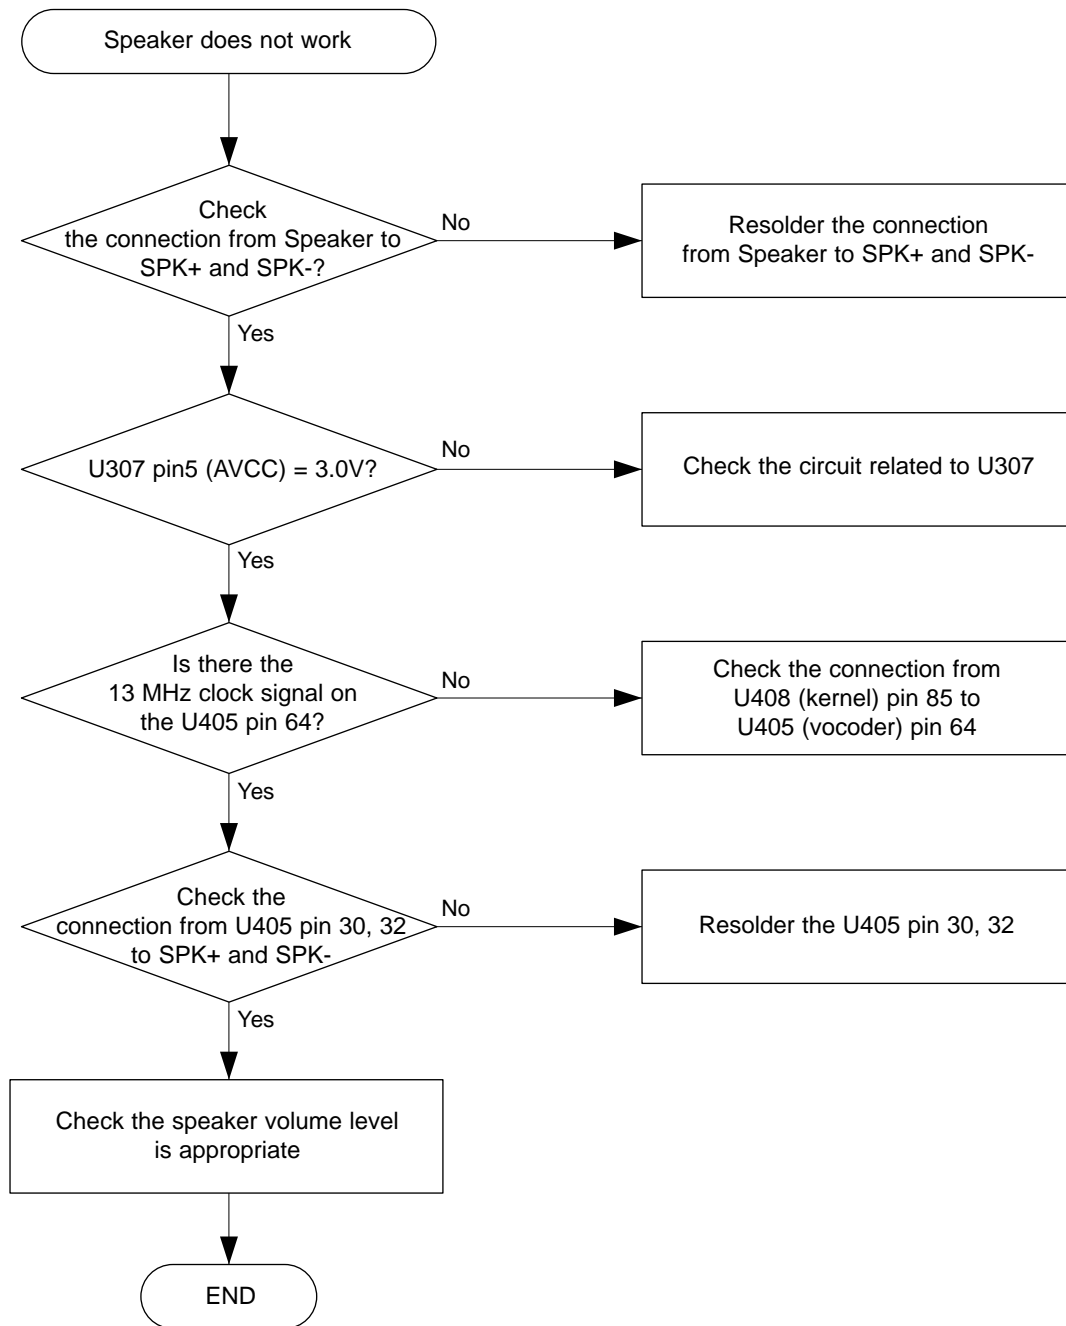 Speaker does not work
Check
the connection from Speaker to
SPK+ and SPK-?
No
Resolder the connection
from Speaker to SPK+ and SPK-
Yes
U307 pin5 (AVCC) = 3.0V?
No
Check the circuit related to U307
Yes
Is there the
13 MHz clock signal on
the U405 pin 64?
No
Check the connection from
U408 (kernel) pin 85 to
U405 (vocoder) pin 64
Yes
Check the
connection from U405 pin 30, 32
to SPK+ and SPK-
No
Resolder the U405 pin 30, 32
Yes
Check the speaker volume level
is appropriate
END